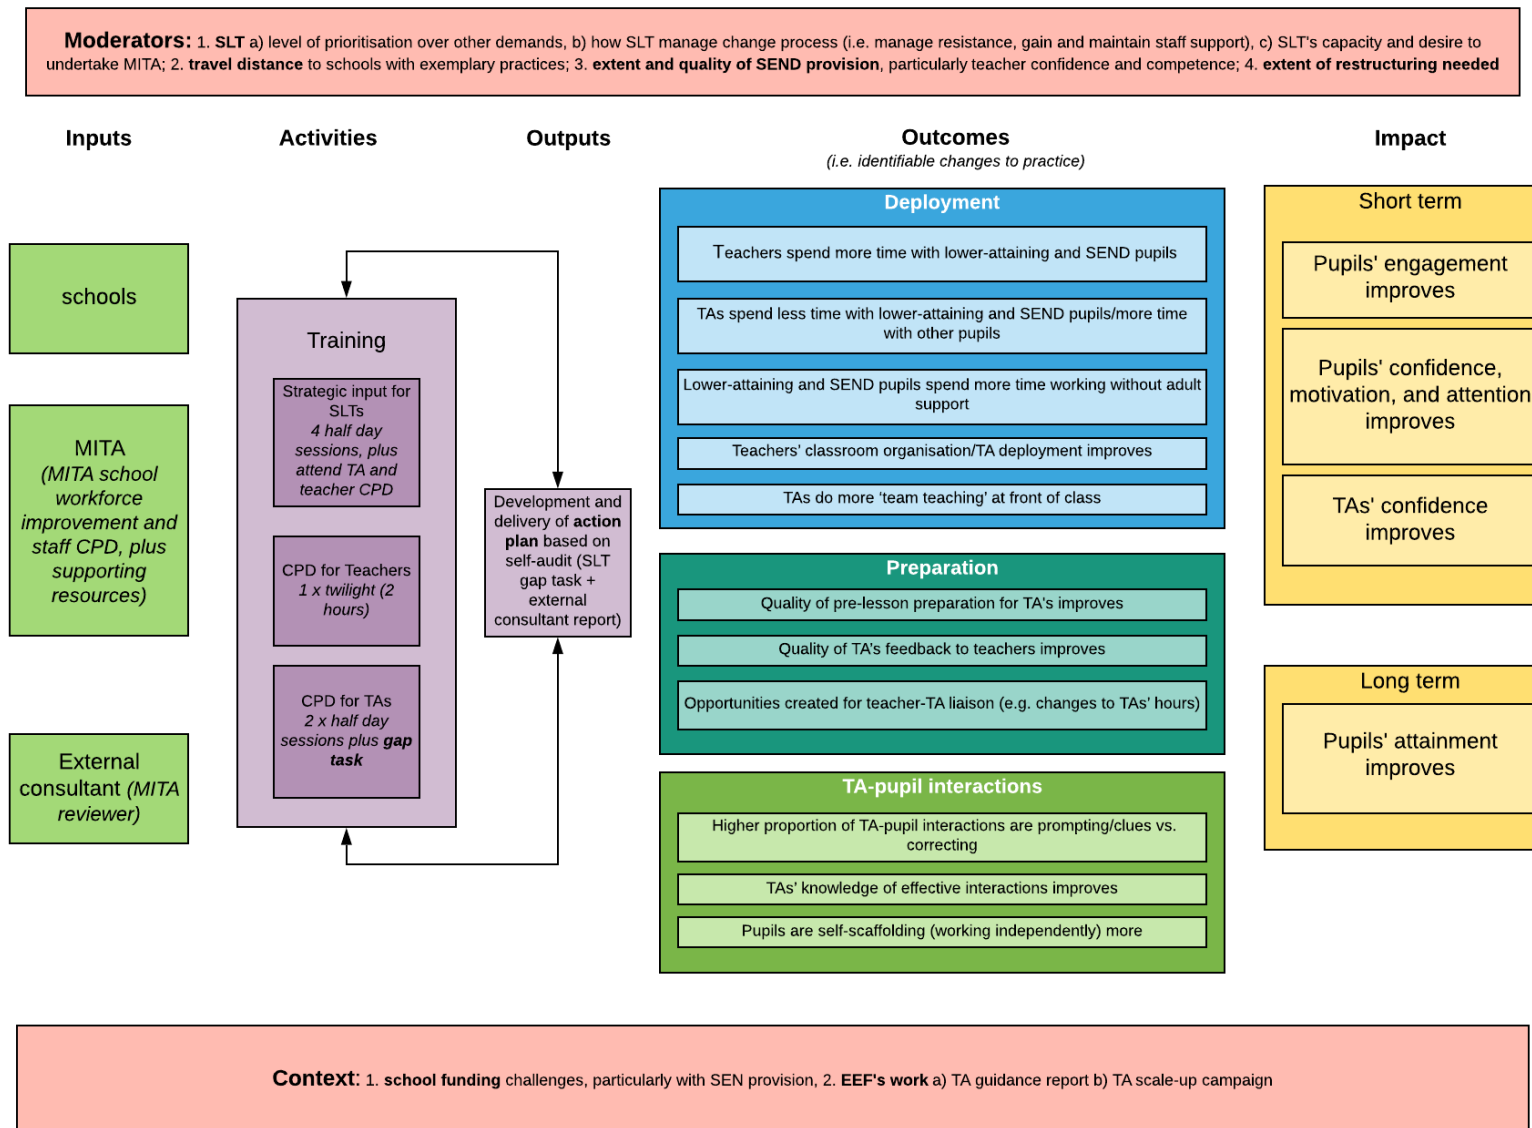 Moderators: 1. SLT a) level of prioritisation over other demands, b) how SLT manage change process (i.e. manage resistance, gain and maintain staff support), c) SLT's capacity and desire to
undertake MITA; 2. travel distance to schools with exemplary practices; 3. extent and quality of SEND provision, particularly teacher confidence and competence; 4. extent of restructuring needed
Inputs
Activities
Outputs
Outcomes
(i.e. identifiable changes to practice)
Impact
schools
MITA
(MITA school
workforce
improvement and
staff CPD, plus
supporting
resources)
External
consultant (MITA
reviewer)
Training
Strategic input for
SLTs
4 half day
sessions, plus
attend TA and
teacher CPD
CPD for Teachers
1 x twilight (2
hours)
CPD for TAs
2 x half day
sessions plus gap
task
Development and
delivery of action
plan based on
self-audit (SLT
gap task +
external
consultant report)
Deployment
Teachers spend more time with lower-attaining and SEND pupils
TAs spend less time with lower-attaining and SEND pupils/more time
with other pupils
Lower-attaining and SEND pupils spend more time working without adult
support
Teachers' classroom organisation/TA deployment improves
TAs do more 'team teaching' at front of class
Preparation
Quality of pre-lesson preparation for TA's improves
Quality of TA's feedback to teachers improves
Opportunities created for teacher-TA liaison (e.g. changes to TAs' hours)
TA-pupil interactions
Higher proportion of TA-pupil interactions are prompting/clues vs.
correcting
TAs' knowledge of effective interactions improves
Pupils are self-scaffolding (working independently) more
Short term
Pupils' engagement
improves
Pupils' confidence,
motivation, and attention
improves
TAs' confidence
improves
Long term
Pupils' attainment
improves
Context: 1. school funding challenges, particularly with SEN provision, 2. EEF's work a) TA guidance report b) TA scale-up campaign